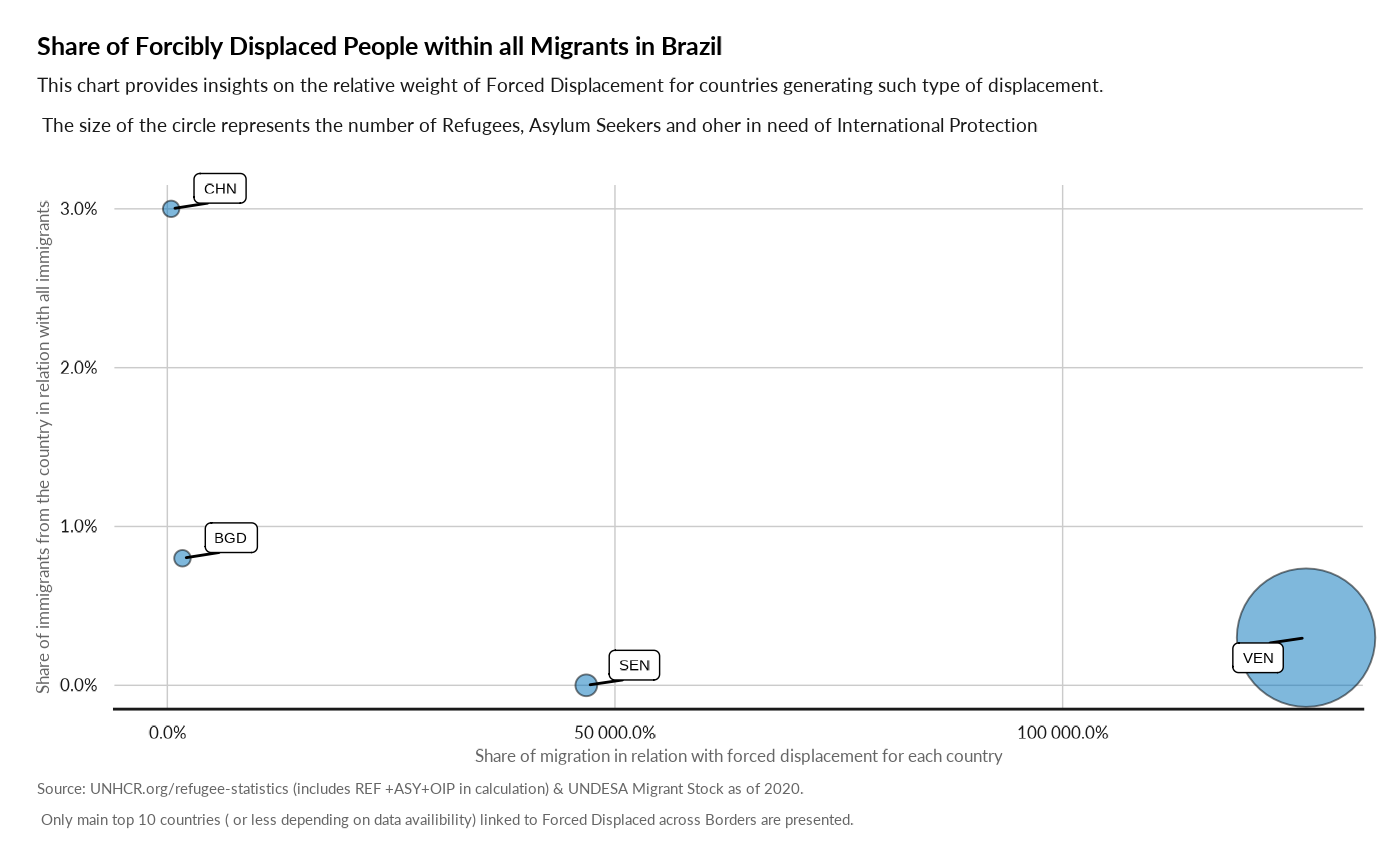 Share of Forcibly Displaced People within all Migrants in Brazil
This chart provides insights on the relative weight of Forced Displacement for countries generating such type of displacement.
The size of the circle represents the number of Refugees, Asylum Seekers and oher in need of International Protection
Share of immigrants from the country in relation with all immigrants
3.0%
2.0%
1.0%
0.0%
CHN
BGD
SEN
VEN
0.0%
50 000.0%
100 000.0%
Share of migration in relation with forced displacement for each country
Source: UNHCR.org/refugee-statistics (includes REF +ASY+OIP in calculation) & UNDESA Migrant Stock as of 2020.
Only main top 10 countries ( or less depending on data availibility) linked to Forced Displaced across Borders are presented.